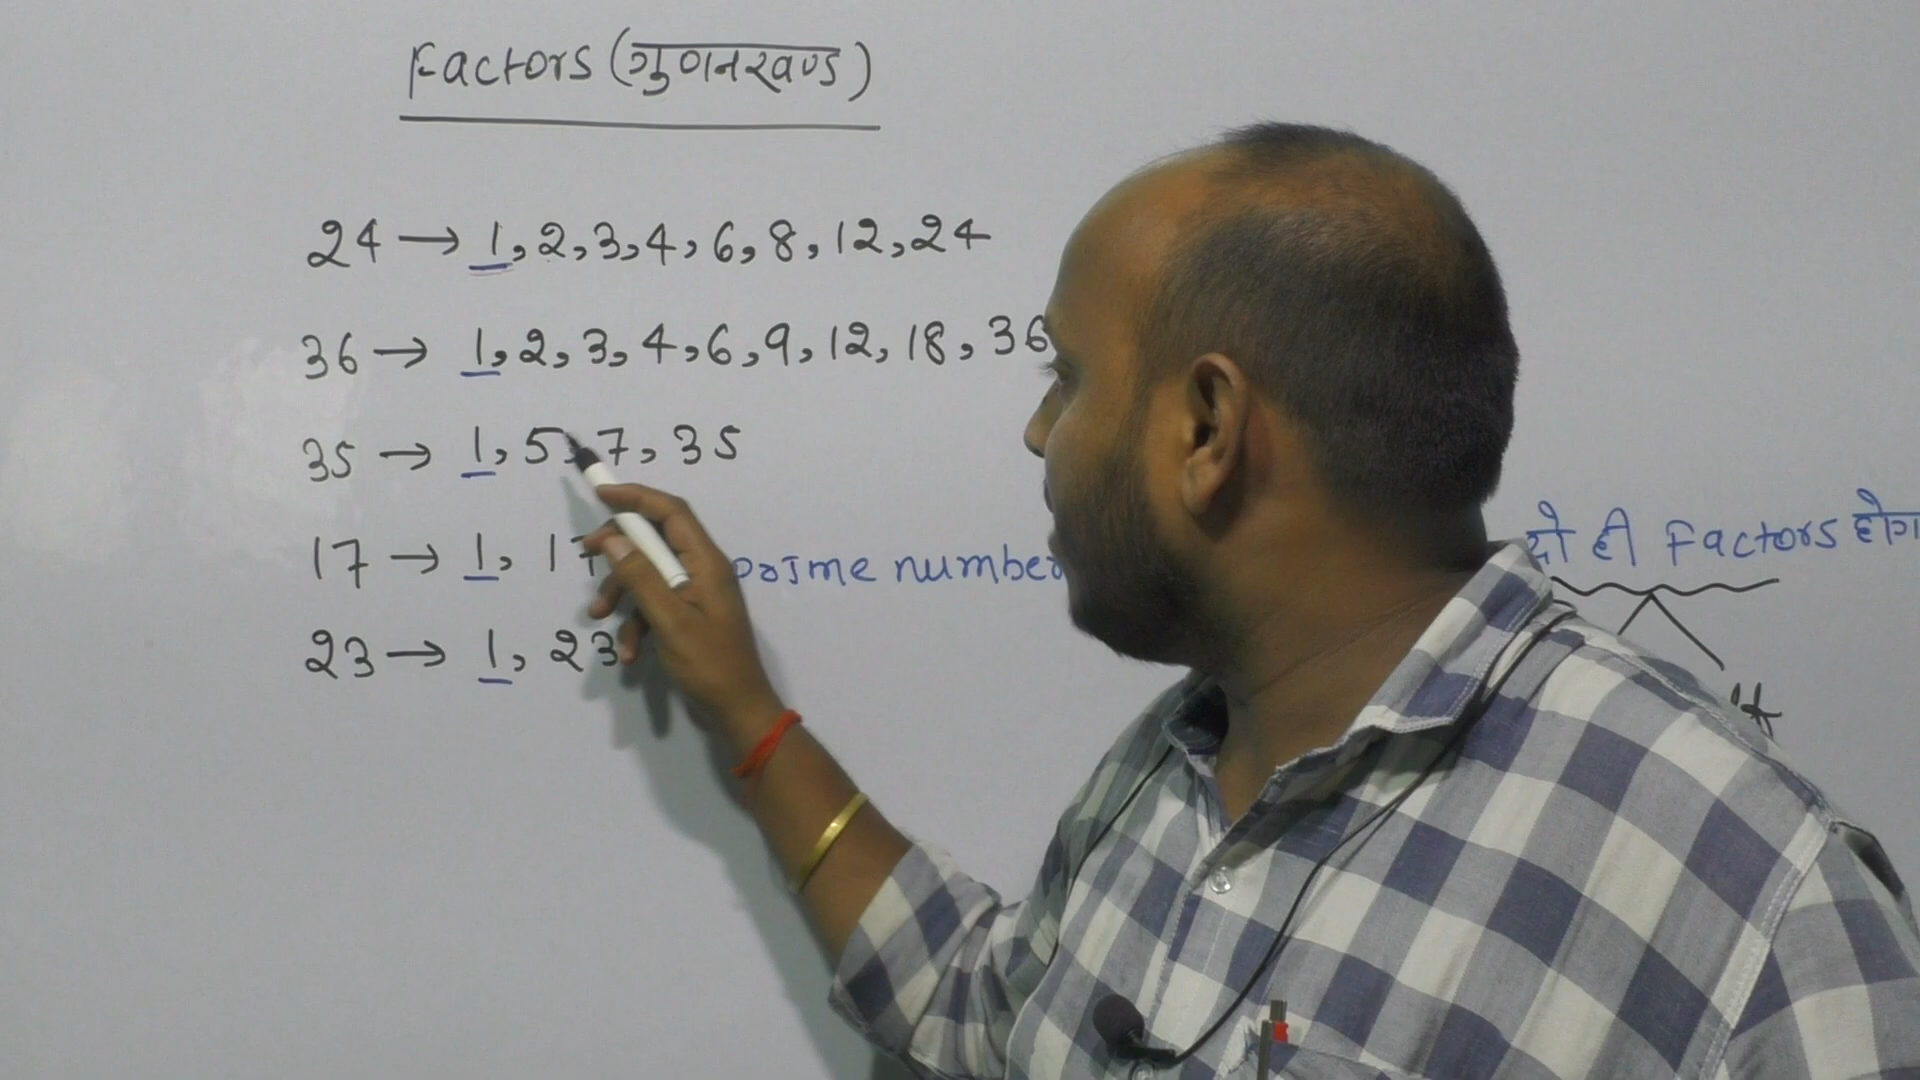 Factors (गुणनखण्ड)
24 → 1, 2, 3, 4, 6, 8, 12, 24
36 → 1, 2, 3, 4, 6, 9, 12, 18, 36
35 → 1, 5, 7, 35
17 → 1, 17 prime number दो ही Factors होंग
23 → 1, 23